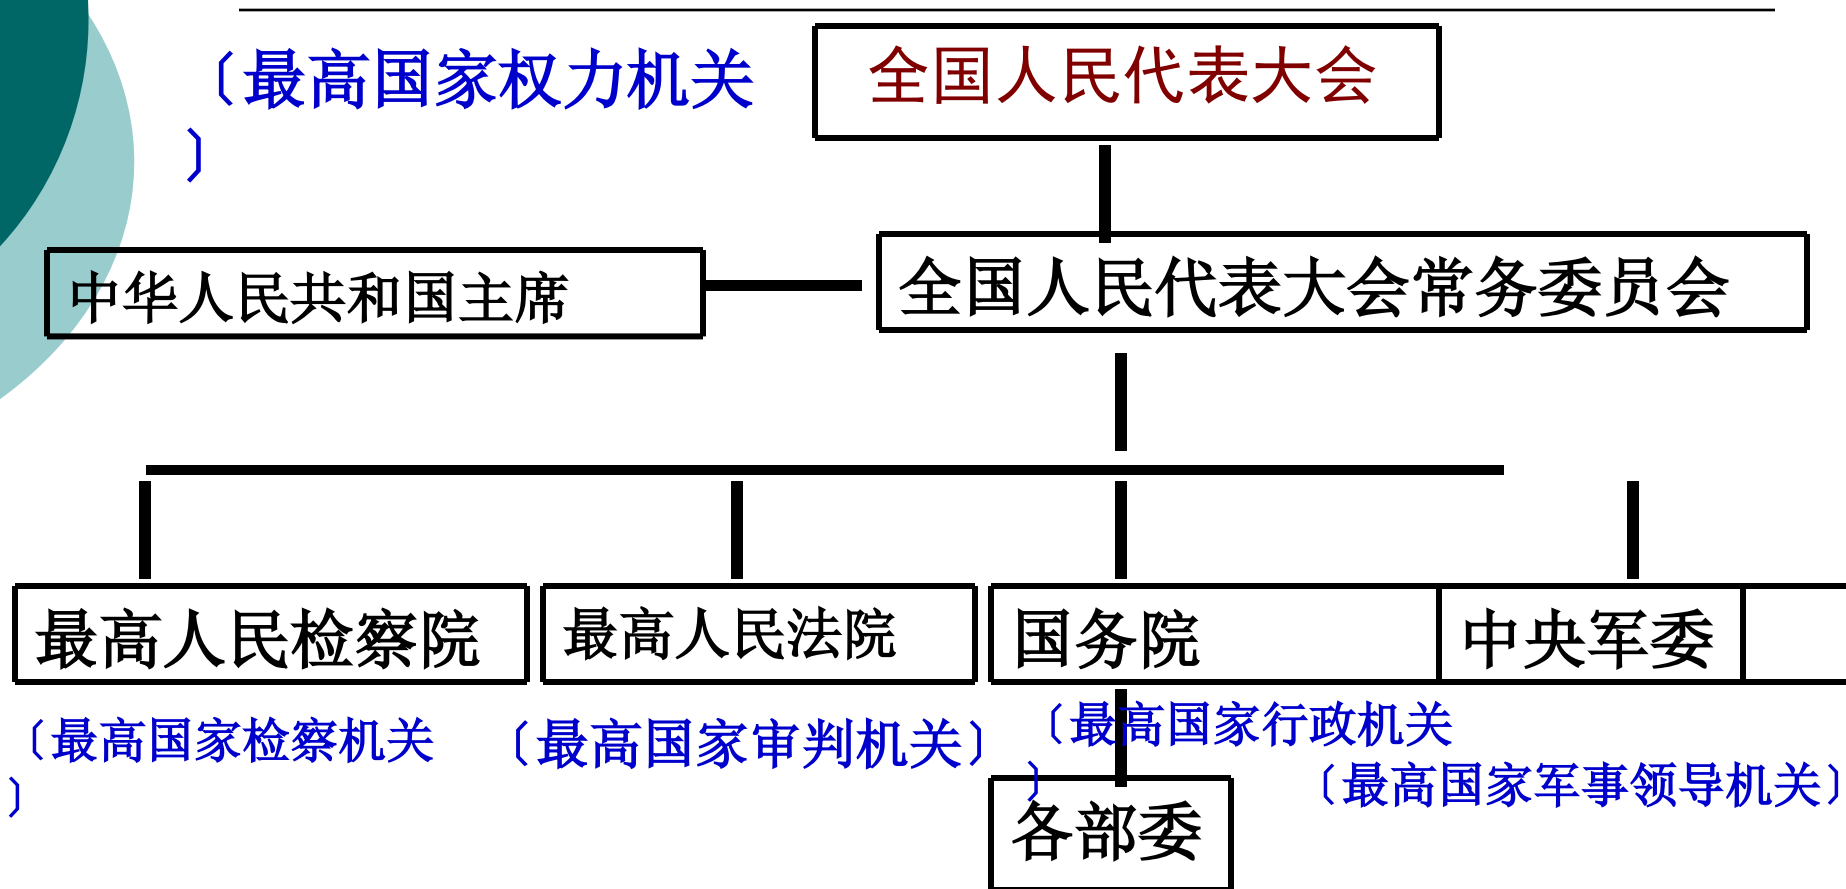 〔最高国家权力机关
〕
全国人民代表大会
中华人民共和国主席
全国人民代表大会常务委员会
最高人民检察院
最高人民法院
国务院
中央军委
〔最高国家检察机关
〕
〔最高国家审判机关〕
〔最高国家行政机关
〕
〔最高国家军事领导机关〕
各部委